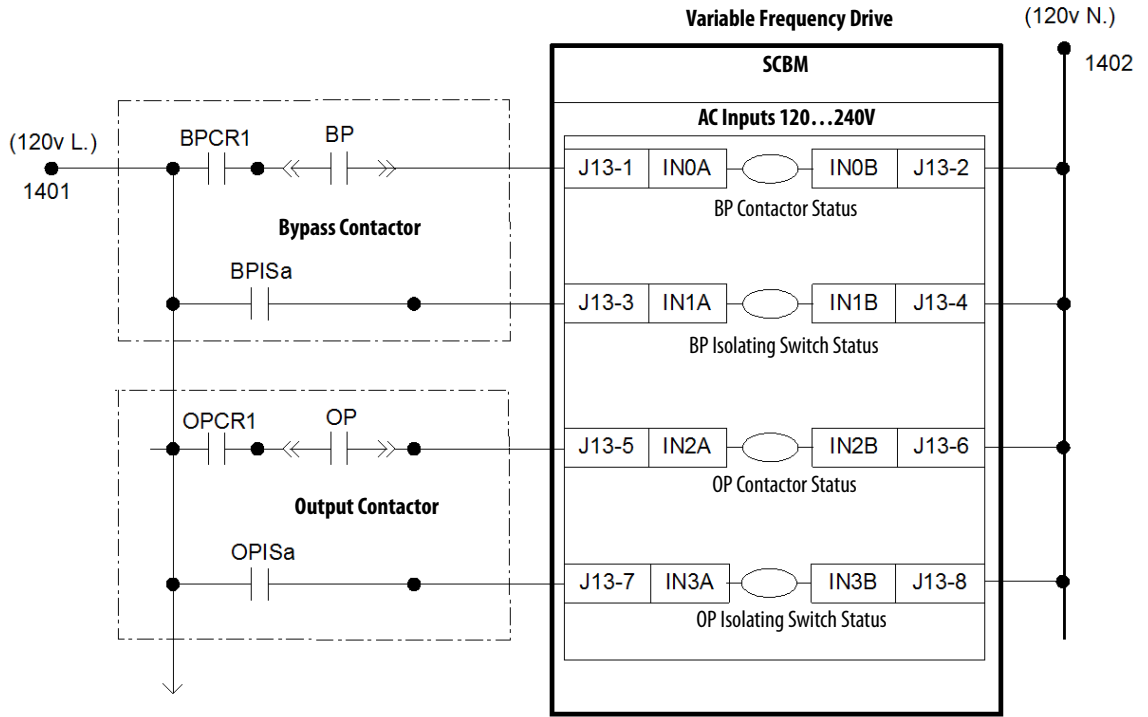 Variable Frequency Drive
(120v N.)
SCBM
1402
AC Inputs 120...240V
(120v L.)
BPCR1
BP
1401
J13-1 IN0A IN0B J13-2
BP Contactor Status
Bypass Contactor
BPISa
J13-3 IN1A IN1B J13-4
BP Isolating Switch Status
OPCR1
OP
J13-5 IN2A IN2B J13-6
OP Contactor Status
Output Contactor
OPISa
J13-7 IN3A IN3B J13-8
OP Isolating Switch Status